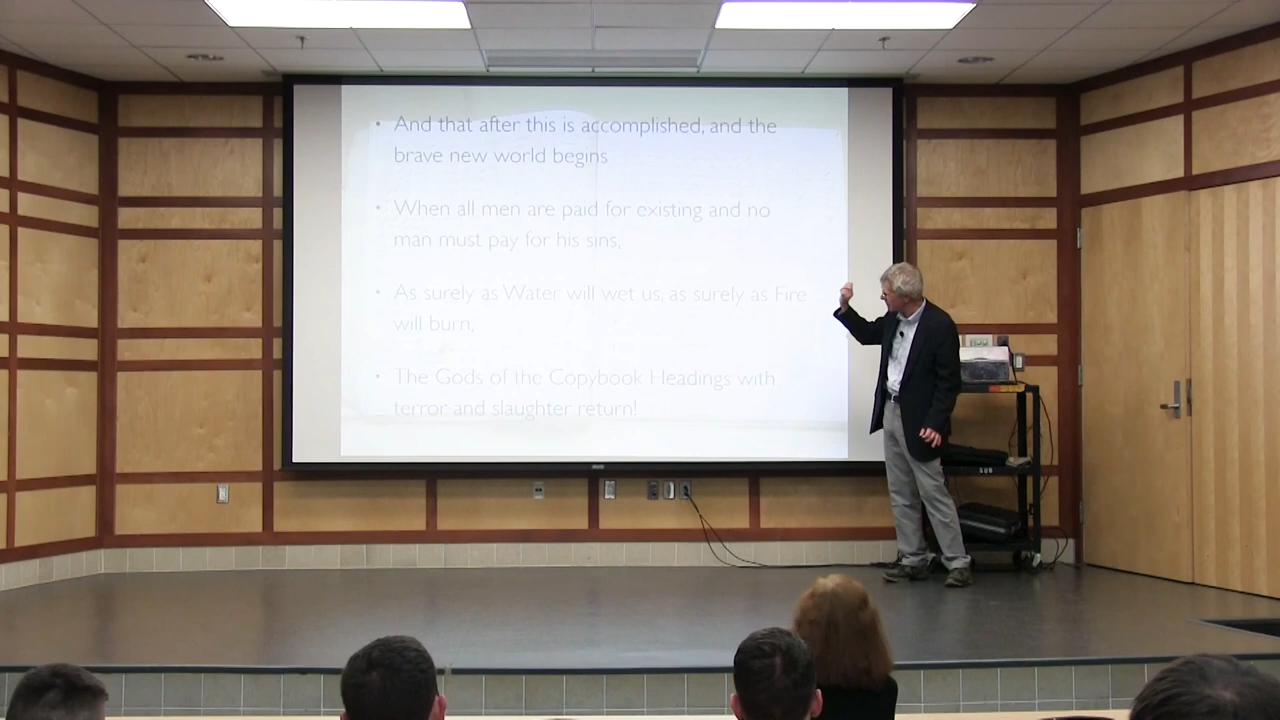 • And that after this is accomplished, and the
brave new world begins
• When all men are paid for existing and no
man must pay for his sins,
• As surely as Water will wet us, as surely as Fire
will burn,
• The Gods of the Copybook Headings with
terror and slaughter return!